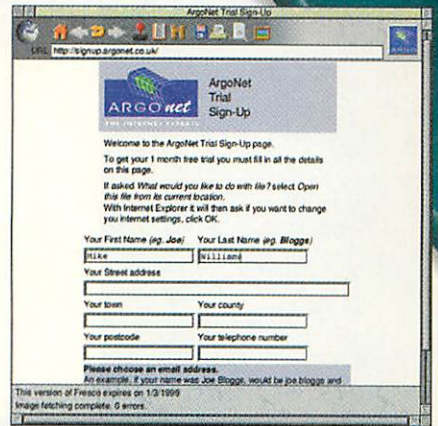 ArgoNet Trial Sign-Up
URL http://signup.argonet.co.uk/
ARGO net
THE INTERNET EXPERTS
ArgoNet
Trial
Sign-Up
Welcome to the ArgoNet Trial Sign-Up page.
To get your 1 month free trial you must fill in all the details
on this page.
If asked What would you like to do with file? select Open
this file from its current location.
With Internet Explorer it will then ask if you want to change
you internet settings, click OK.
Your First Name (eg. Joe) Your Last Name (eg. Bloggs)
Mike Williams
Your Street address
Your town Your county
Your postcode Your telephone number
Please choose an email address.
An example, if your name was Joe Bloggs, would be joe.bloggs and
This version of Fresco expires on 1/3/1999
Image fetching complete. 0 errors.